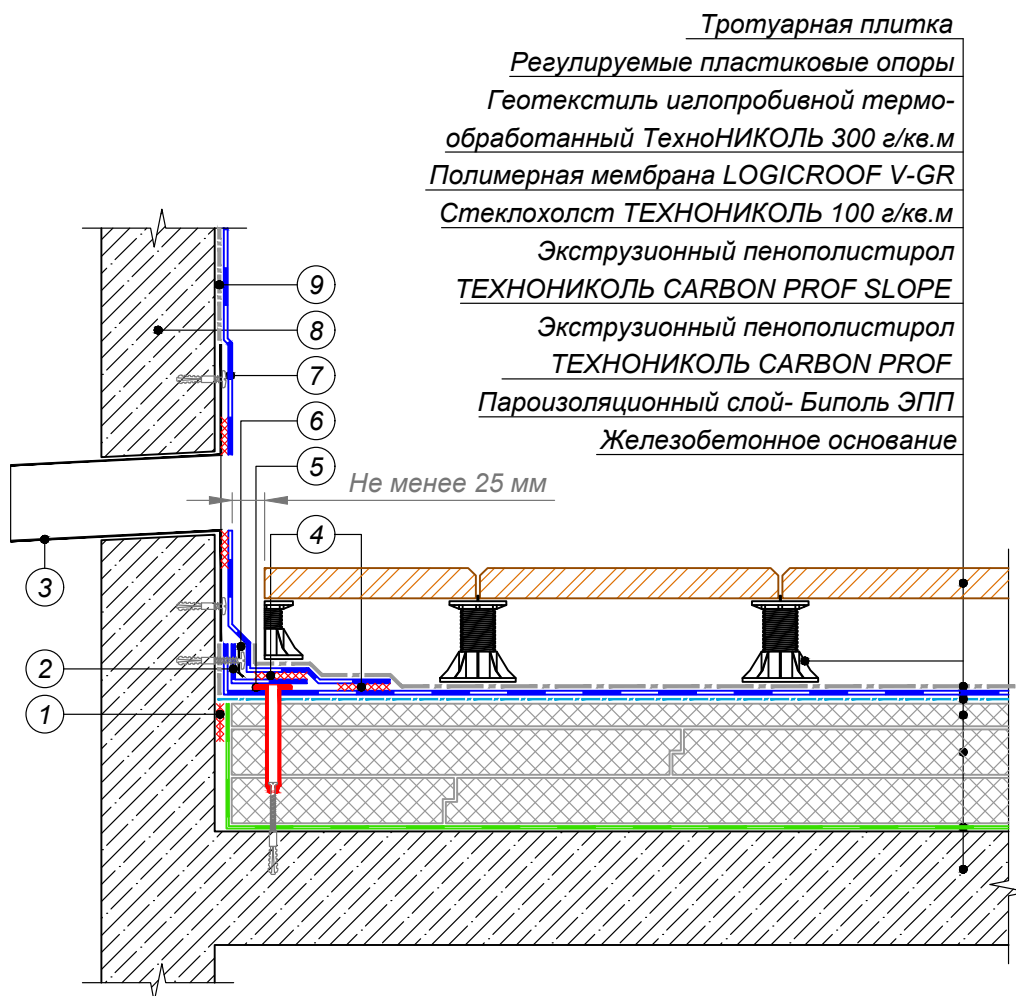 Тротуарная плитка
Регулируемые пластиковые опоры
Геотекстиль иглопробивной термо-
обработанный ТехноНИКОЛЬ 300 г/кв.м
Полимерная мембрана LOGICROOF V-GR
Стеклохолст ТЕХНОНИКОЛЬ 100 г/кв.м
Экструзионный пенополистирол
ТЕХНОНИКОЛЬ CARBON PROF SLOPE
Экструзионный пенополистирол
ТЕХНОНИКОЛЬ CARBON PROF
Пароизоляционный слой- Биполь ЭПП
Железобетонное основание
9
8
7
6
5
Не менее 25 мм
4
3
2
1